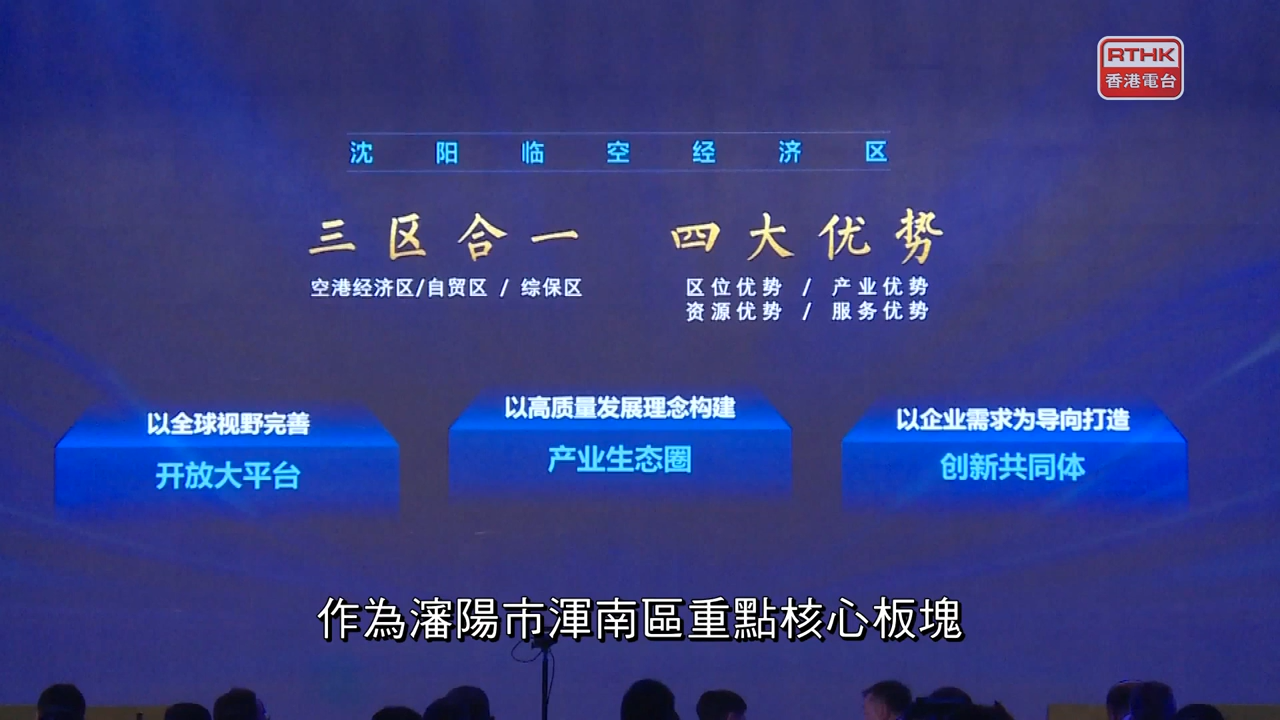 RTHK
香港電台
沈阳临空经济区
三区合一 四大优势
空港经济区/自贸区 / 综保区
区位优势 / 产业优势
资源优势 / 服务优势
以全球视野完善
开放大平台
以高质量发展理念构建
产业生态圈
以企业需求为导向打造
创新共同体
作為瀋陽市渾南區重點核心板塊